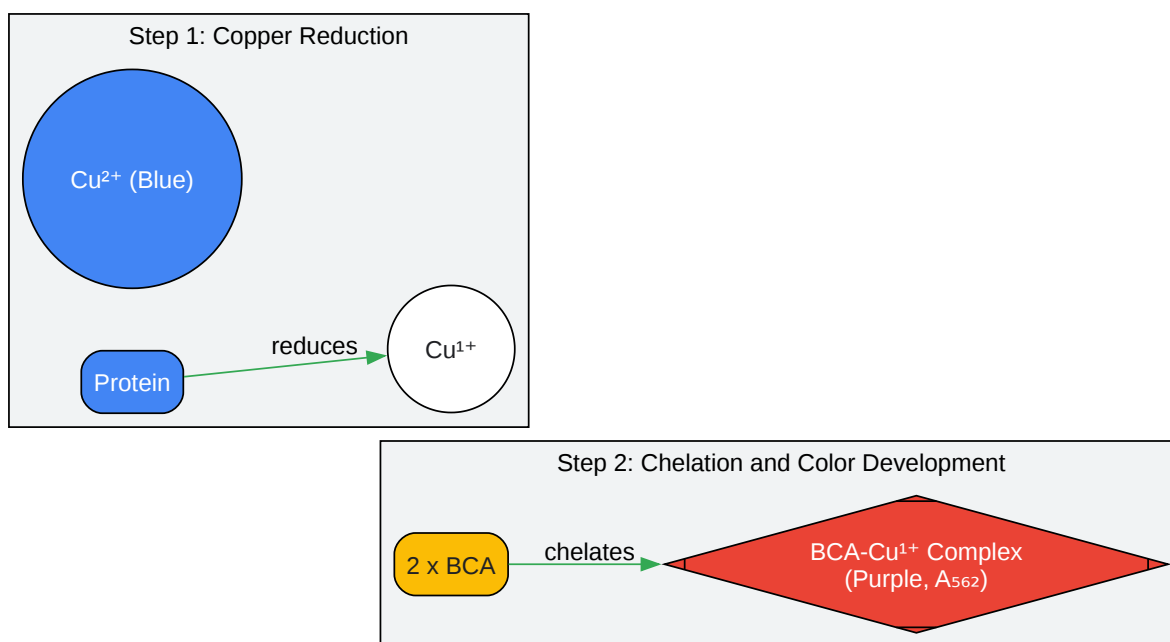 Step 1: Copper Reduction
Cu²⁺ (Blue)
reduces
Cu¹⁺
Protein
Step 2: Chelation and Color Development
2 x BCA
chelates
BCA-Cu¹⁺ Complex
(Purple, A₅₆₂)